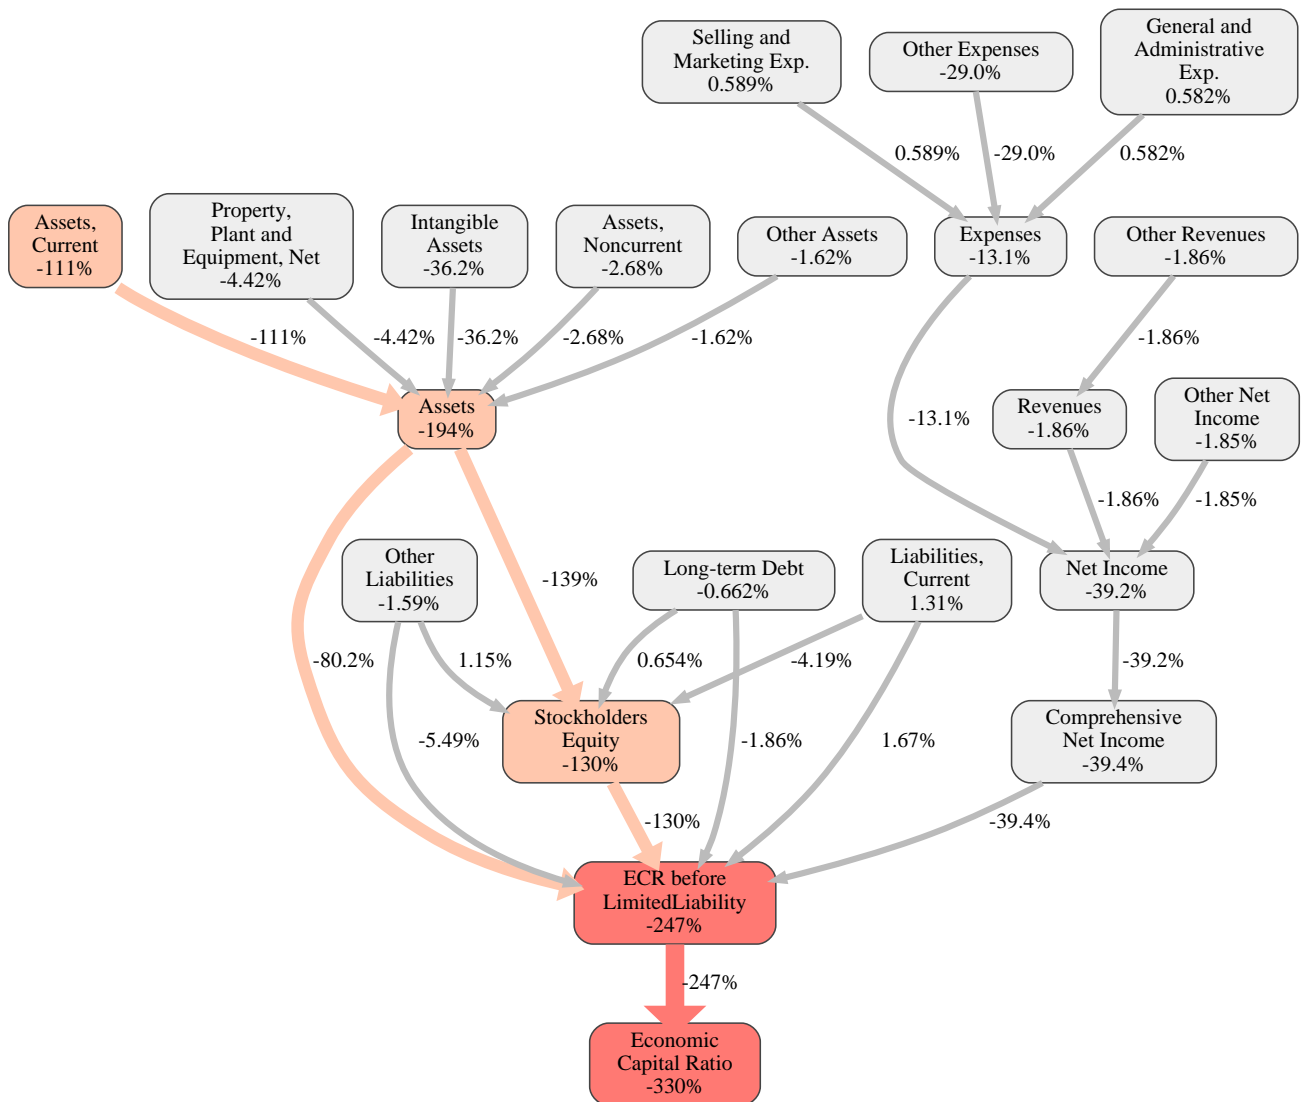 Selling and
Marketing Exp.
0.589%
Other Expenses
-29.0%
General and
Administrative
Exp.
0.582%
0.589%
-29.0%
0.582%
Assets,
Current
-111%
Property,
Plant and
Equipment, Net
-4.42%
Intangible
Assets
-36.2%
Assets,
Noncurrent
-2.68%
Other Assets
-1.62%
Expenses
-13.1%
Other Revenues
-1.86%
-111%
-4.42%
-36.2%
-2.68%
-1.62%
-1.86%
Assets
-194%
-13.1%
Revenues
-1.86%
Other Net
Income
-1.85%
-1.86%
-1.85%
Other
Liabilities
-1.59%
-139%
Long-term Debt
-0.662%
Liabilities,
Current
1.31%
Net Income
-39.2%
-80.2%
1.15%
0.654%
-4.19%
-39.2%
Stockholders
Equity
-130%
Comprehensive
Net Income
-39.4%
-5.49%
-1.86%
1.67%
-130%
-39.4%
ECR before
LimitedLiability
-247%
-247%
Economic
Capital Ratio
-330%